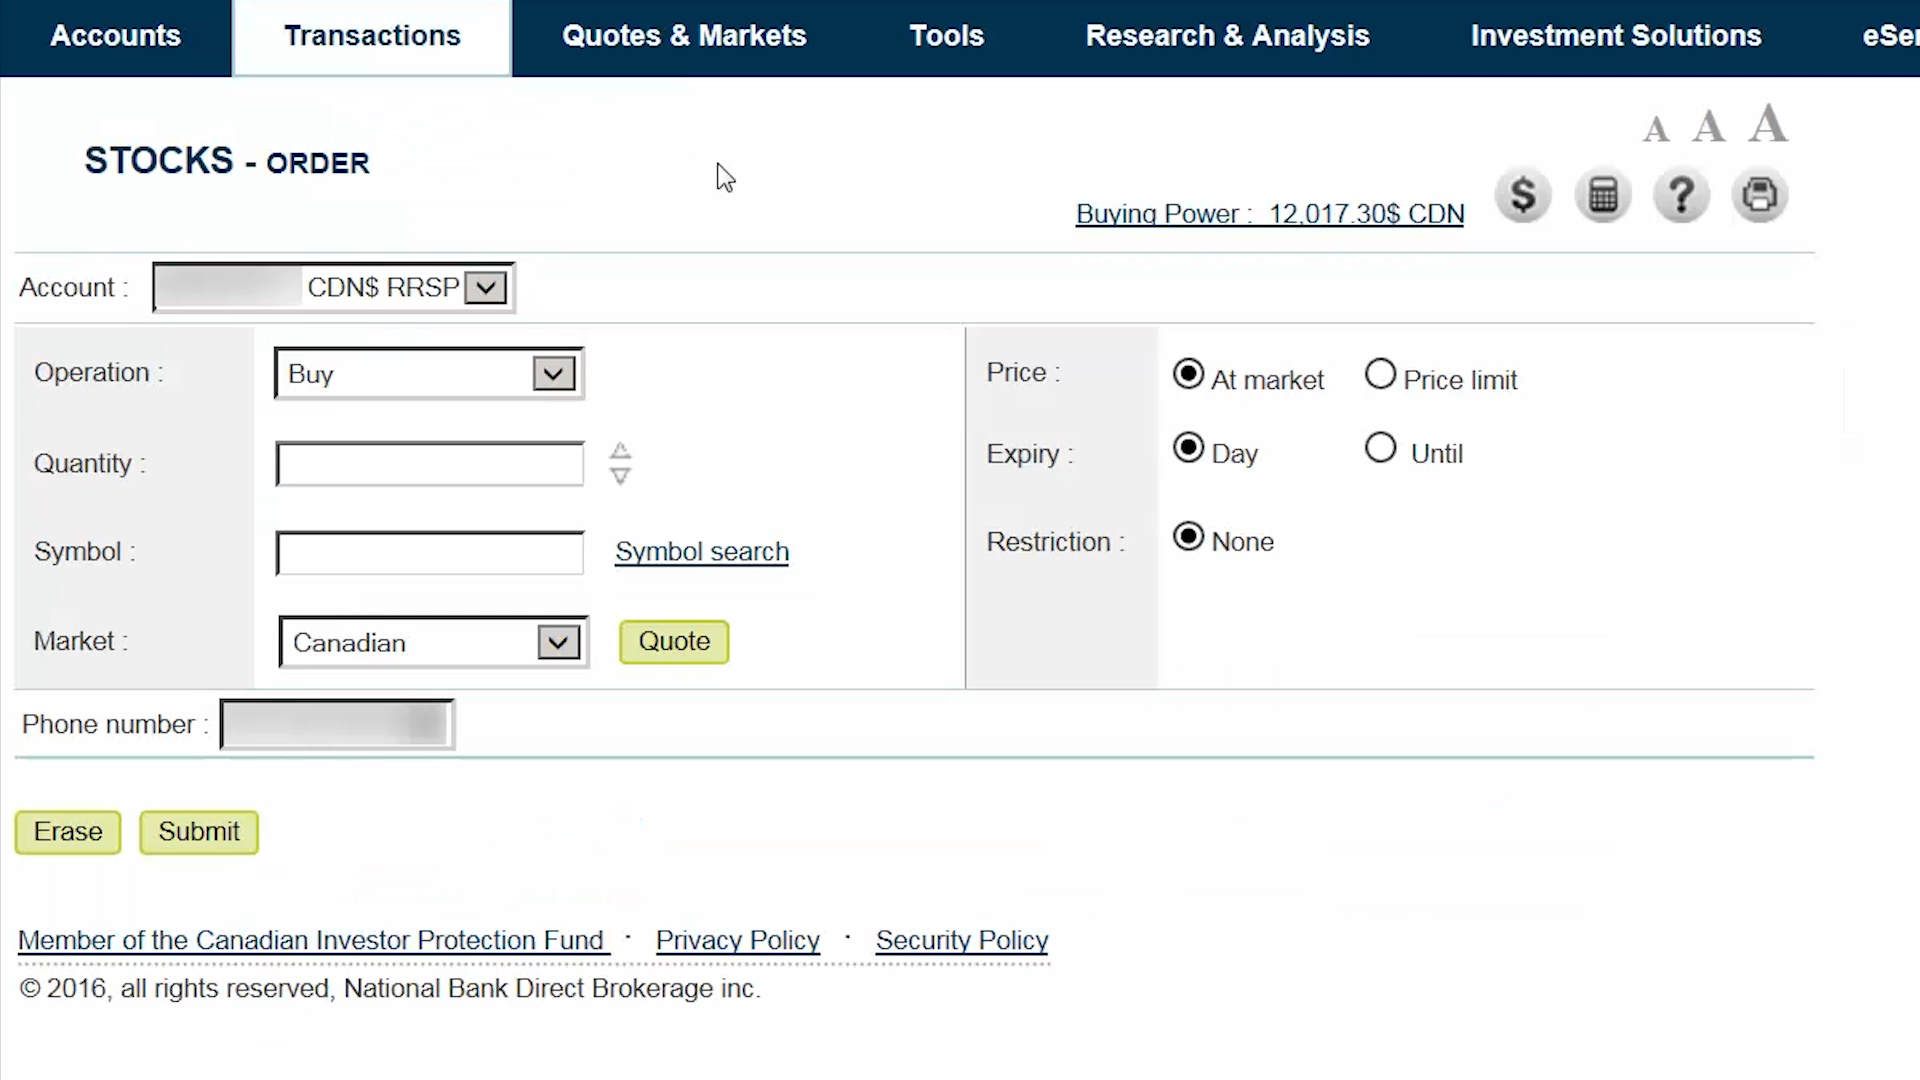 Accounts Transactions Quotes & Markets Tools Research & Analysis Investment Solutions eSer
A A A
STOCKS - ORDER
Buying Power : 12,017.30$ CDN $ ?
Account : CDN$ RRSP
Operation : Buy Price : At market Price limit
Quantity : Expiry : Day Until
Symbol : Symbol search Restriction : None
Market : Canadian Quote
Phone number :
Erase Submit
Member of the Canadian Investor Protection Fund · Privacy Policy · Security Policy
© 2016, all rights reserved, National Bank Direct Brokerage inc.